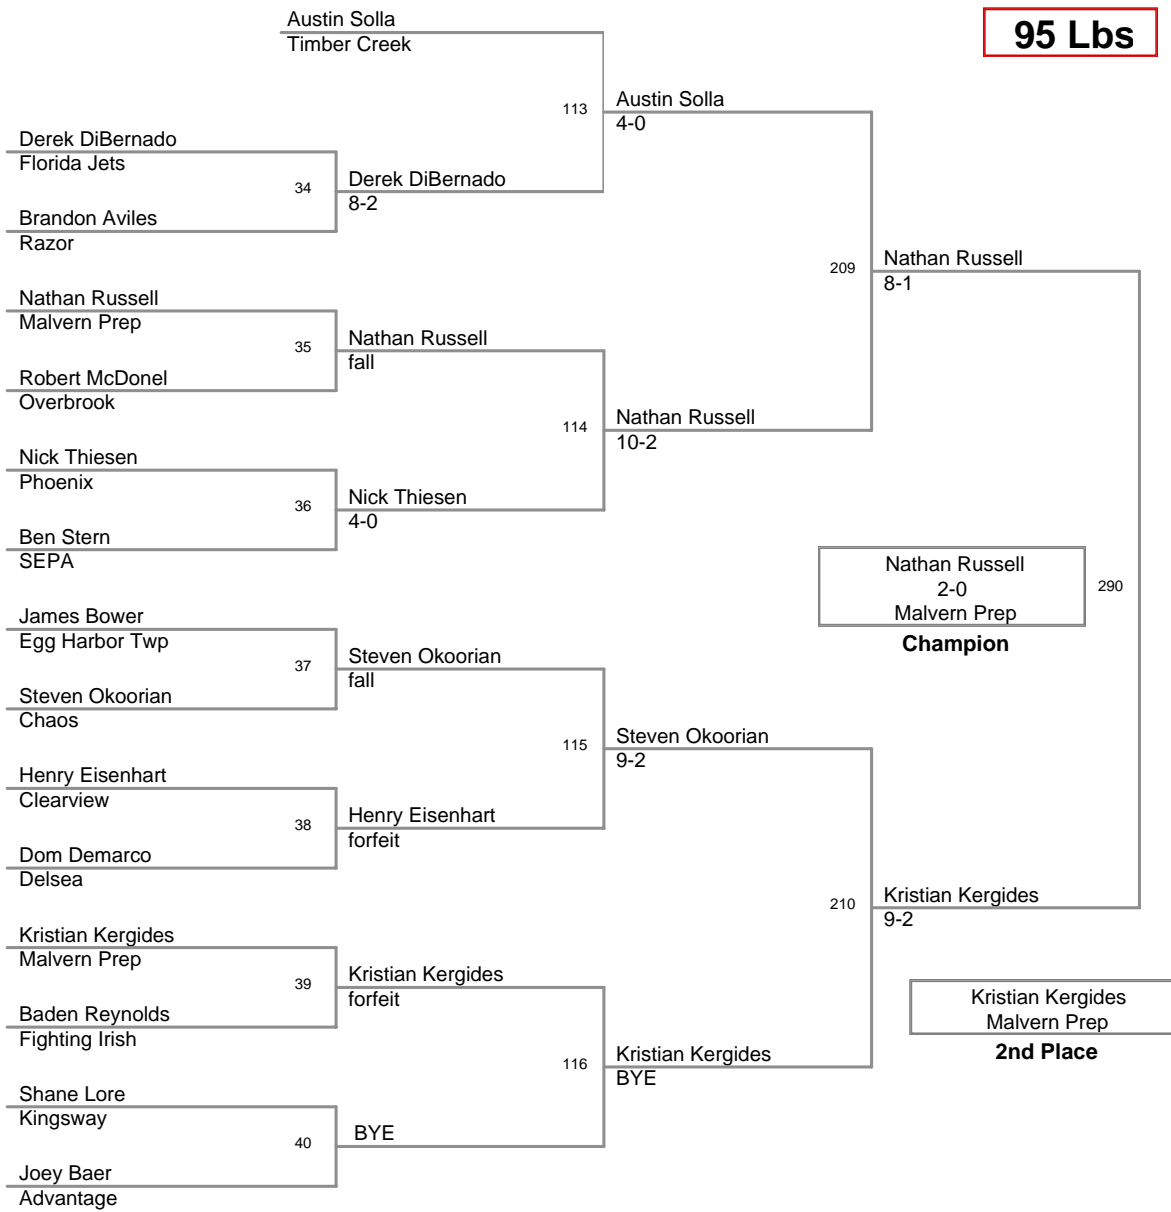 Austin Solla
Timber Creek
95 Lbs
113
Austin Solla
4-0
Derek DiBernado
Florida Jets
34
Derek DiBernado
8-2
Brandon Aviles
Razor
209
Nathan Russell
8-1
Nathan Russell
Malvern Prep
35
Nathan Russell
fall
Robert McDonel
Overbrook
114
Nathan Russell
10-2
Nick Thiesen
Phoenix
36
Nick Thiesen
4-0
Ben Stern
SEPA
Nathan Russell
2-0
Malvern Prep
Champion
290
James Bower
Egg Harbor Twp
37
Steven Okoorian
fall
Steven Okoorian
Chaos
115
Steven Okoorian
9-2
Henry Eisenhart
Clearview
38
Henry Eisenhart
forfeit
Dom Demarco
Delsea
210
Kristian Kergides
9-2
Kristian Kergides
Malvern Prep
39
Kristian Kergides
forfeit
Baden Reynolds
Fighting Irish
Kristian Kergides
Malvern Prep
2nd Place
116
Kristian Kergides
BYE
Shane Lore
Kingsway
40
BYE
Joey Baer
Advantage